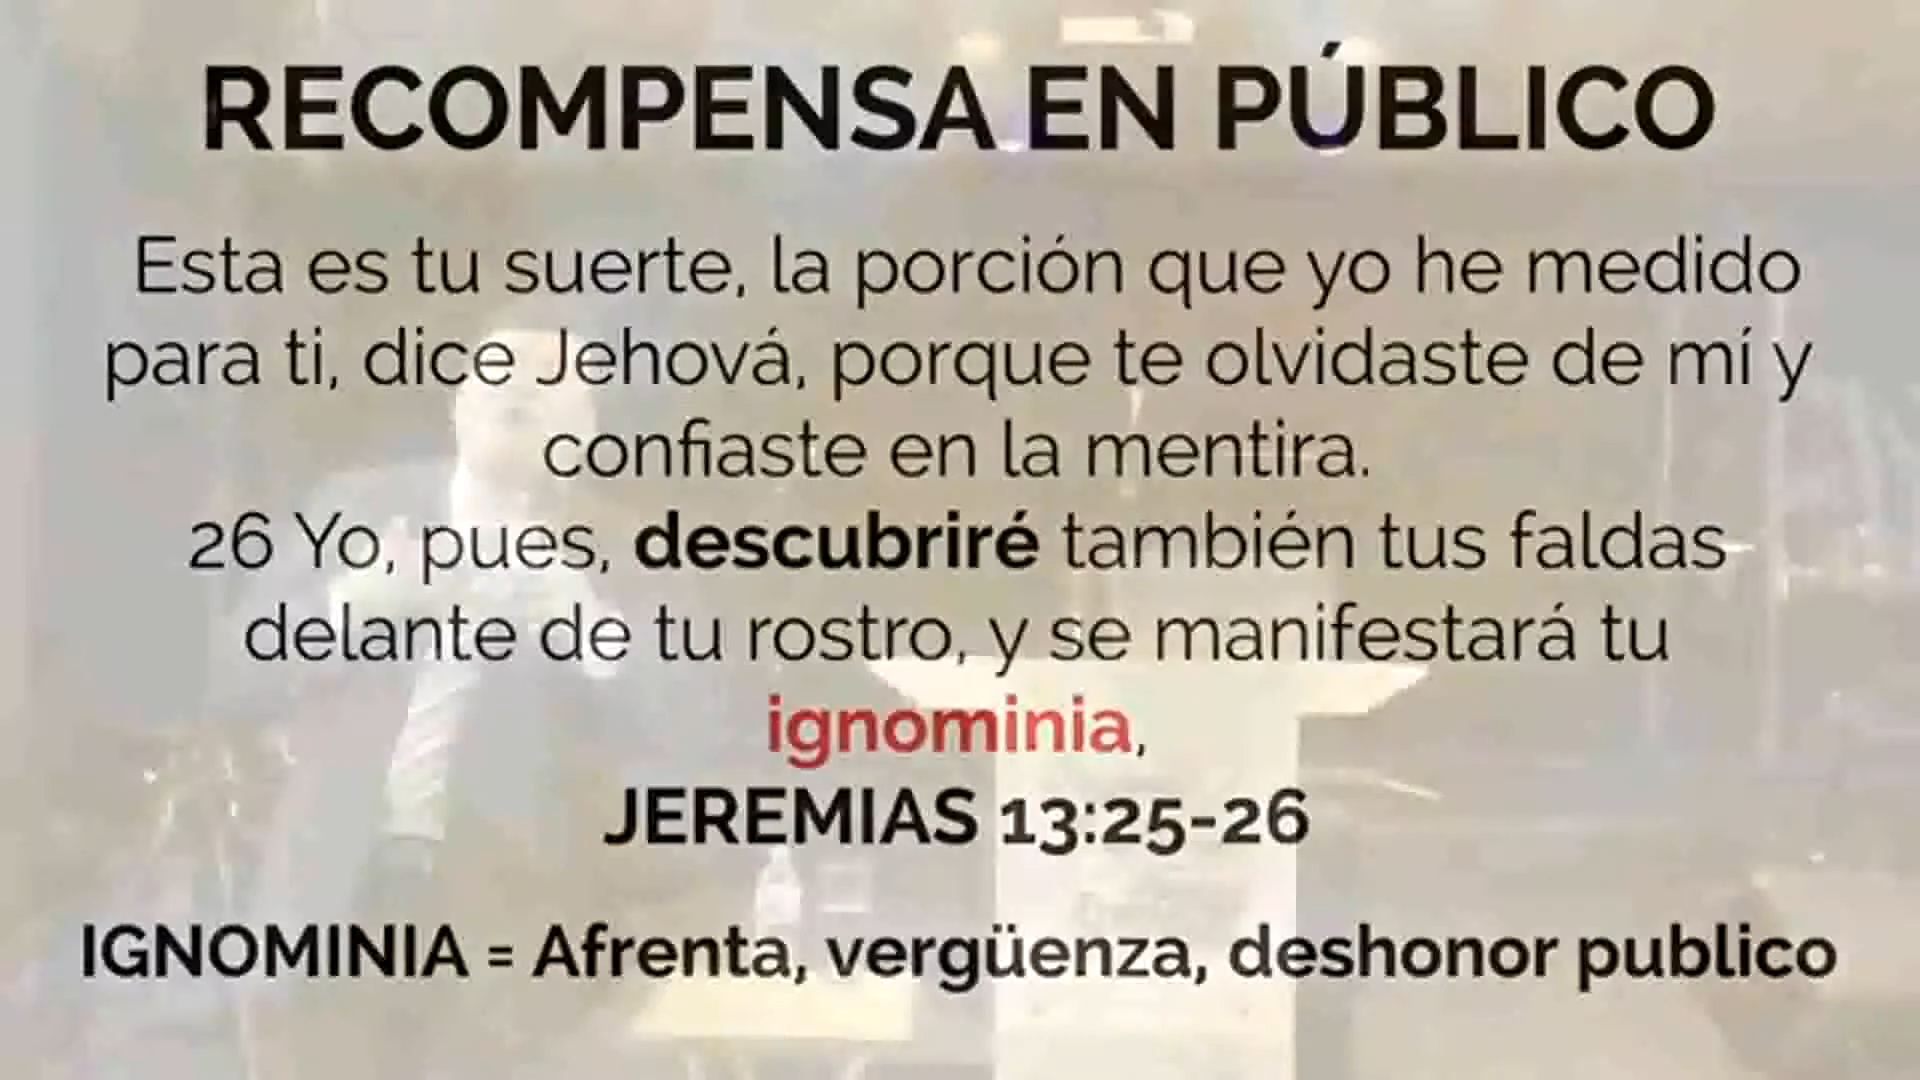 RECOMPENSA EN PÚBLICO
Esta es tu suerte, la porción que yo he medido
para ti, dice Jehová, porque te olvidaste de mí y
confiaste en la mentira.
26 Yo, pues, descubriré también tus faldas
delante de tu rostro, y se manifestará tu
ignominia,
JEREMIAS 13:25-26
IGNOMINIA = Afrenta, vergüenza, deshonor publico